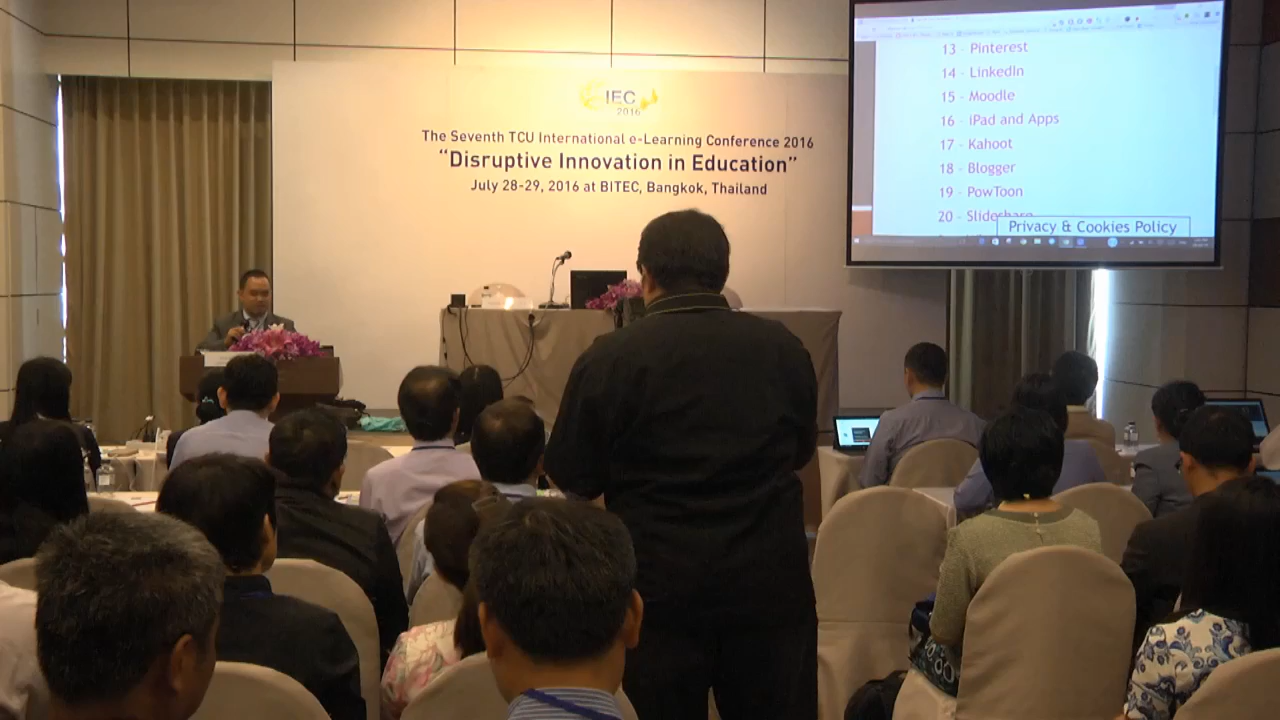 IEC
2016
The Seventh TCU International e-Learning Conference 2016
“Disruptive Innovation in Education”
July 28-29, 2016 at BITEC, Bangkok, Thailand
13 - Pinterest
14 - LinkedIn
15 - Moodle
16 - iPad and Apps
17 - Kahoot
18 - Blogger
19 - PowToon
20 - Slideshare
Privacy & Cookies Policy